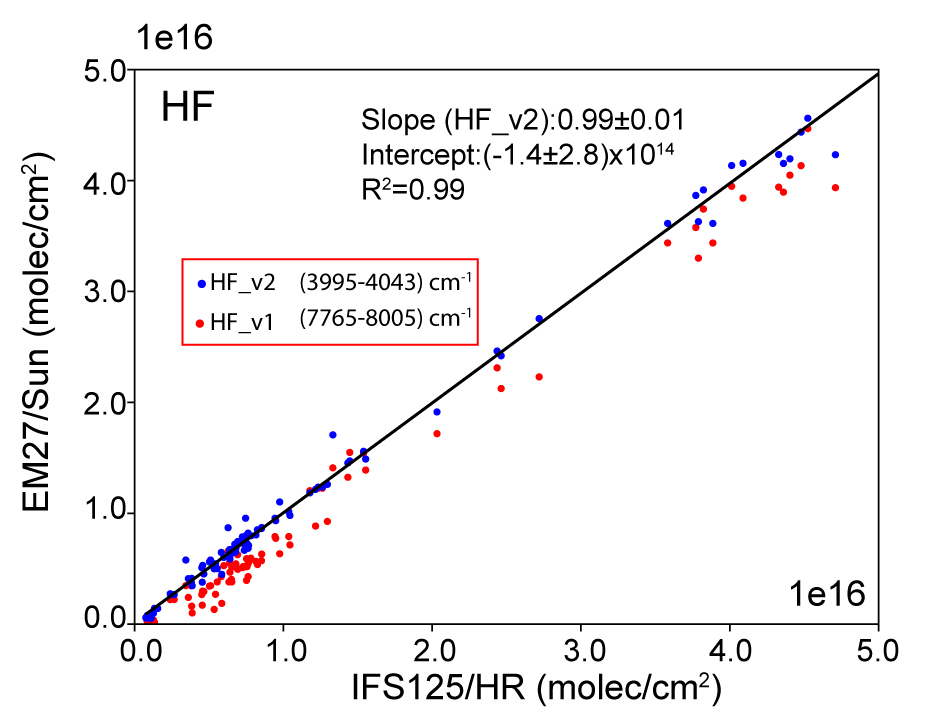 1e16
HF
Slope (HF_v2):0.99±0.01
Intercept:(-1.4±2.8)x10¹⁴
R²=0.99
HF_v2 (3995-4043) cm⁻¹
HF_v1 (7765-8005) cm⁻¹
EM27/Sun (molec/cm²)
5.0
4.0
3.0
2.0
1.0
0.0
1e16
0.0 1.0 2.0 3.0 4.0 5.0
IFS125/HR (molec/cm²)